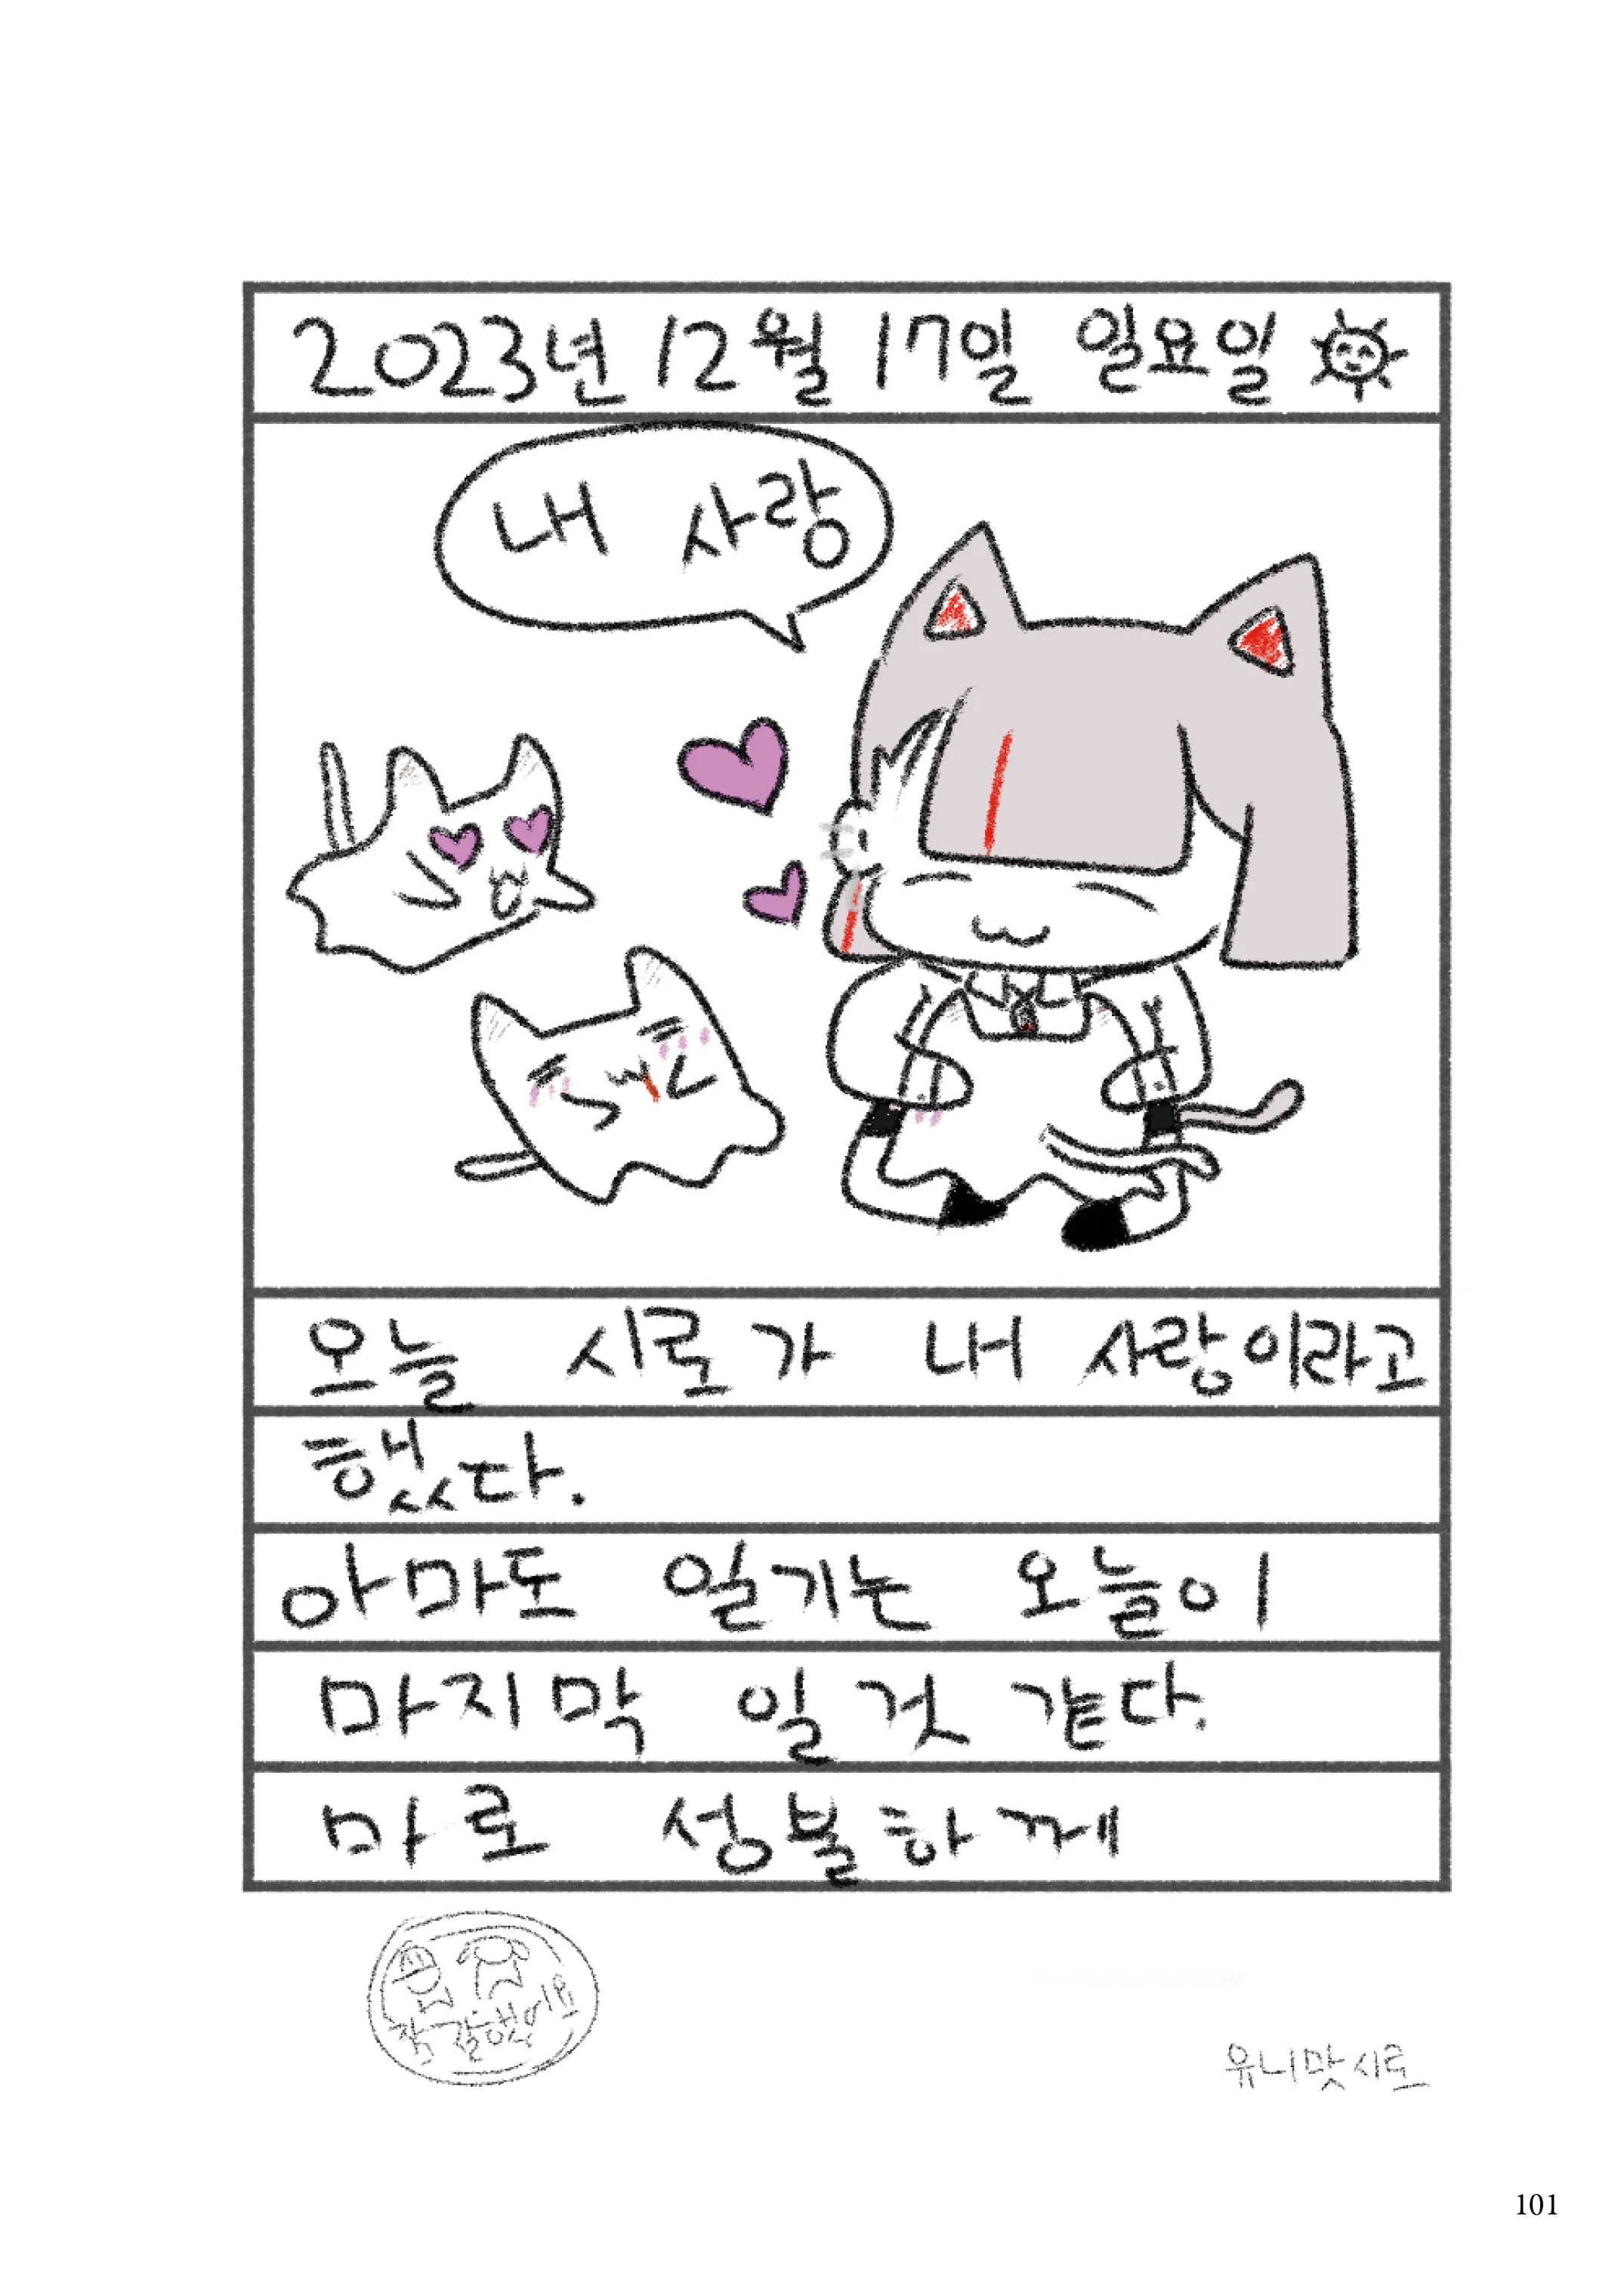 2023년 12월 17일 일요일
내 사랑
오늘 시로가 내 사랑이라고
했다.
아마도 일기는 오늘이
마지막 일것 같다.
마로 성불하께
참 잘했어요
유니맛시로
101